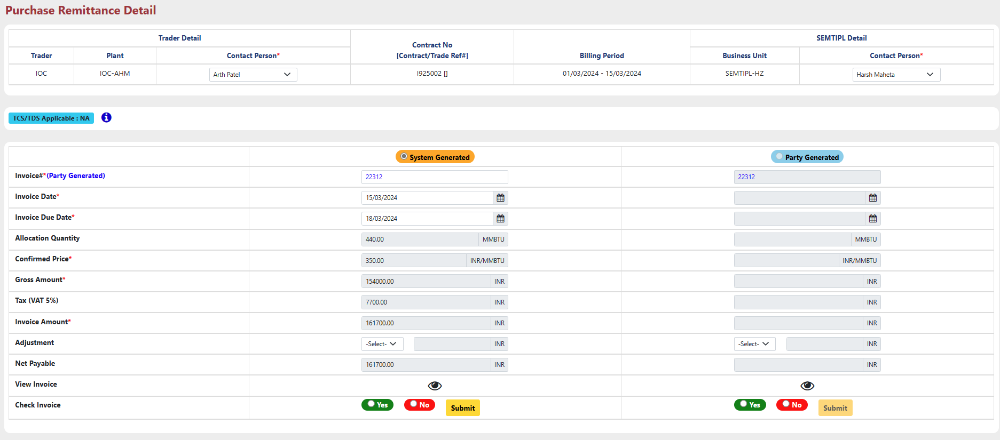 Purchase Remittance Detail
Trader Detail
Contract No
[Contract/Trade Ref#]
Billing Period
SEMTIPL Detail
Trader
Plant
Contact Person*
Business Unit
Contact Person*
IOC
IOC-AHM
Arth Patel
I925002 []
01/03/2024 - 15/03/2024
SEMTIPL-HZ
Harsh Maheta
TCS/TDS Applicable : NA
System Generated
Party Generated
Invoice#*(Party Generated)
22312
22312
Invoice Date*
15/03/2024
Invoice Due Date*
18/03/2024
Allocation Quantity
440.00 MMBTU
MMBTU
Confirmed Price*
350.00 INR/MMBTU
INR/MMBTU
Gross Amount*
154000.00 INR
INR
Tax (VAT 5%)
7700.00 INR
INR
Invoice Amount*
161700.00 INR
INR
Adjustment
-Select- INR
-Select- INR
Net Payable
161700.00 INR
INR
View Invoice
Check Invoice
Yes No Submit
Yes No Submit